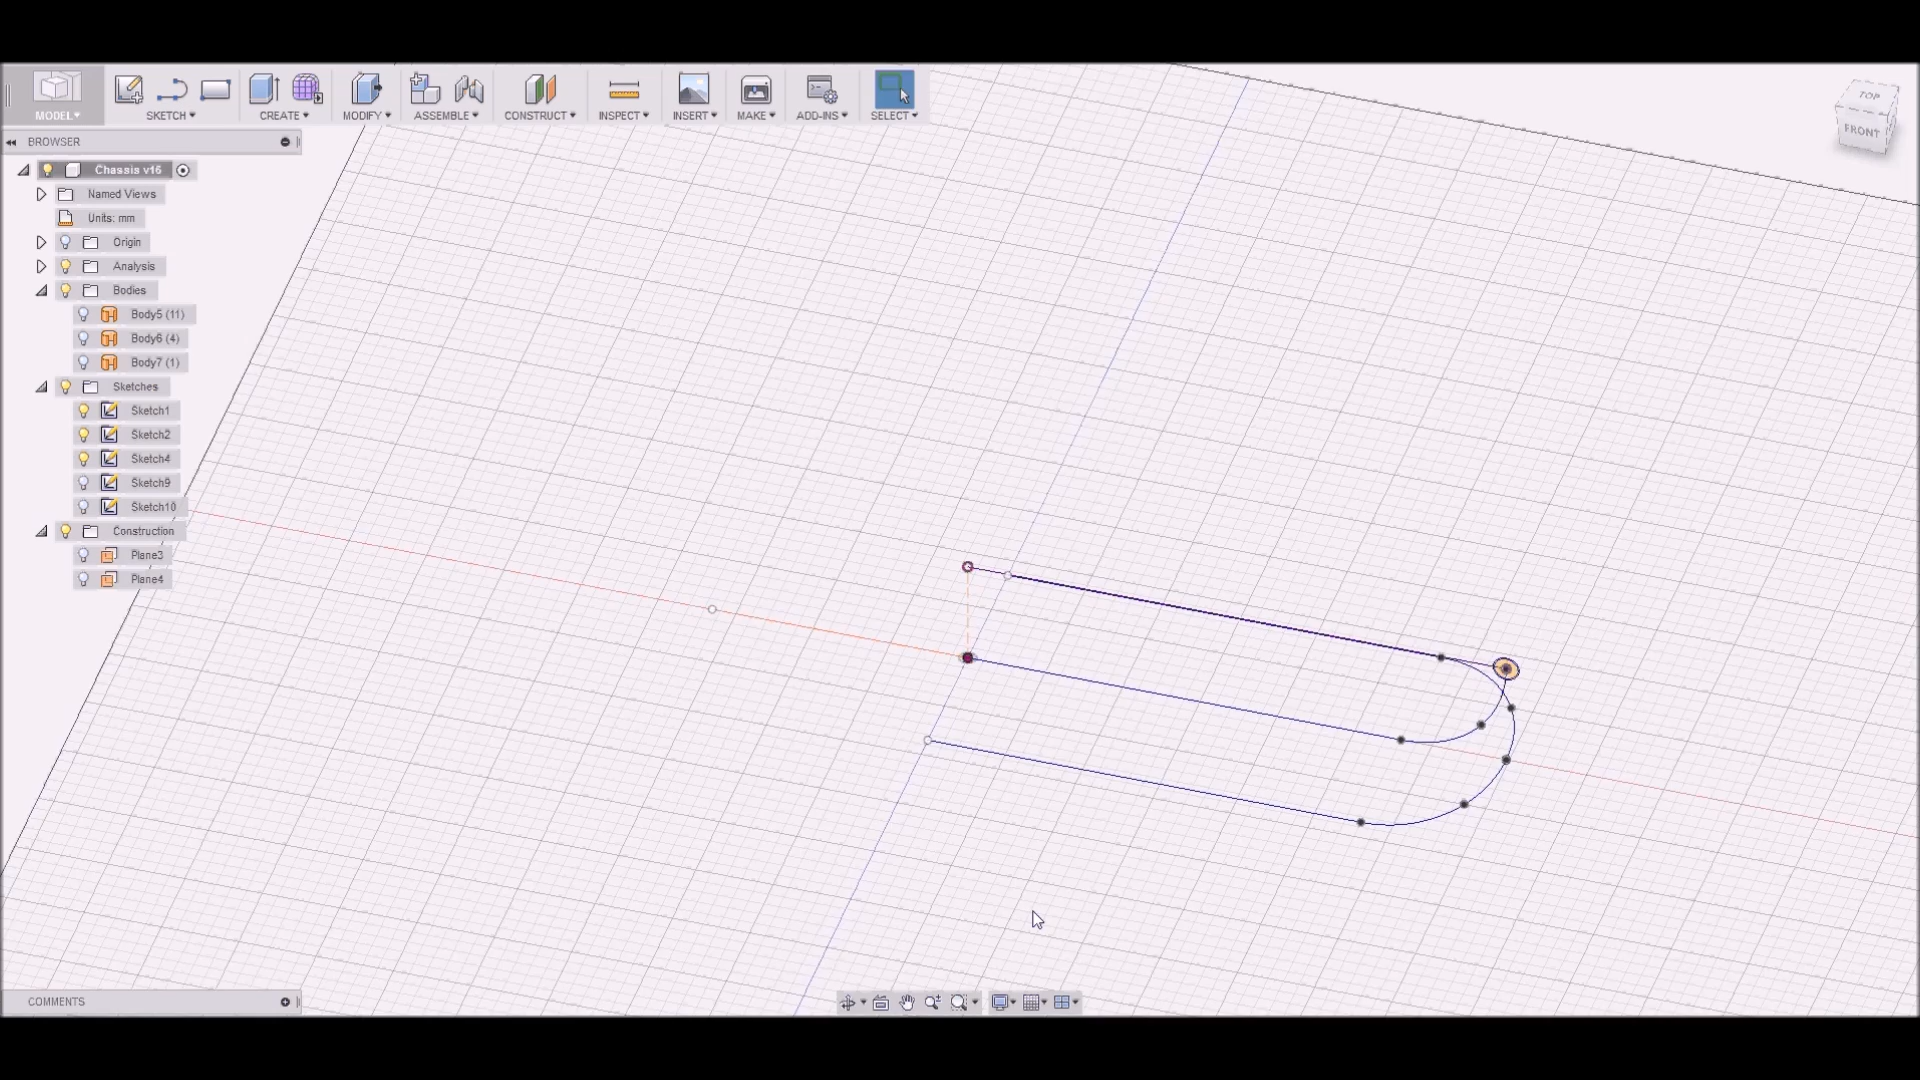 MODEL
SKETCH
CREATE
MODIFY
ASSEMBLE
CONSTRUCT
INSPECT
INSERT
MAKE
ADD-INS
SELECT
TOP
FRONT
BROWSER
Chassis v16
Named Views
Units: mm
Origin
Analysis
Bodies
Body5 (11)
Body6 (4)
Body7 (1)
Sketches
Sketch1
Sketch2
Sketch4
Sketch9
Sketch10
Construction
Plane3
Plane4
COMMENTS